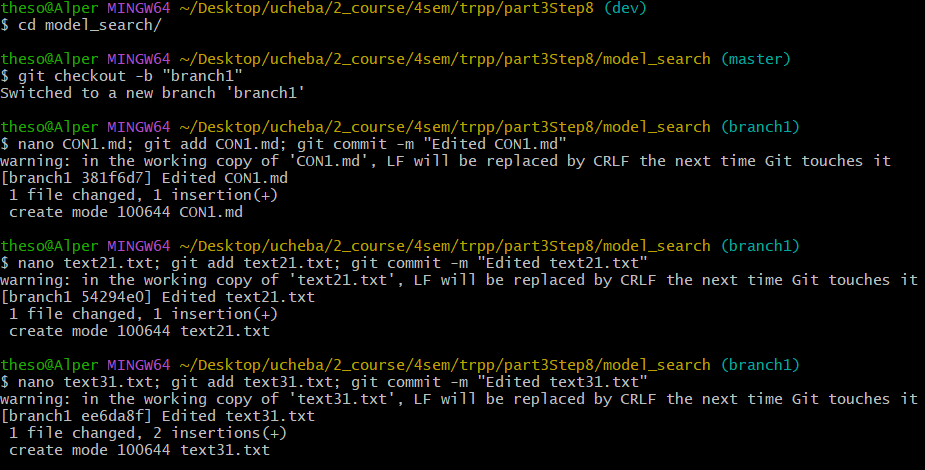 theso@Alper MINGW64 ~/Desktop/ucheba/2_course/4sem/trpp/part3Step8 (dev)
$ cd model_search/
theso@Alper MINGW64 ~/Desktop/ucheba/2_course/4sem/trpp/part3Step8/model_search (master)
$ git checkout -b "branch1"
Switched to a new branch 'branch1'
theso@Alper MINGW64 ~/Desktop/ucheba/2_course/4sem/trpp/part3Step8/model_search (branch1)
$ nano CON1.md; git add CON1.md; git commit -m "Edited CON1.md"
warning: in the working copy of 'CON1.md', LF will be replaced by CRLF the next time Git touches it
[branch1 381f6d7] Edited CON1.md
 1 file changed, 1 insertion(+)
 create mode 100644 CON1.md
theso@Alper MINGW64 ~/Desktop/ucheba/2_course/4sem/trpp/part3Step8/model_search (branch1)
$ nano text21.txt; git add text21.txt; git commit -m "Edited text21.txt"
warning: in the working copy of 'text21.txt', LF will be replaced by CRLF the next time Git touches it
[branch1 54294e0] Edited text21.txt
 1 file changed, 1 insertion(+)
 create mode 100644 text21.txt
theso@Alper MINGW64 ~/Desktop/ucheba/2_course/4sem/trpp/part3Step8/model_search (branch1)
$ nano text31.txt; git add text31.txt; git commit -m "Edited text31.txt"
warning: in the working copy of 'text31.txt', LF will be replaced by CRLF the next time Git touches it
[branch1 ee6da8f] Edited text31.txt
 1 file changed, 2 insertions(+)
 create mode 100644 text31.txt